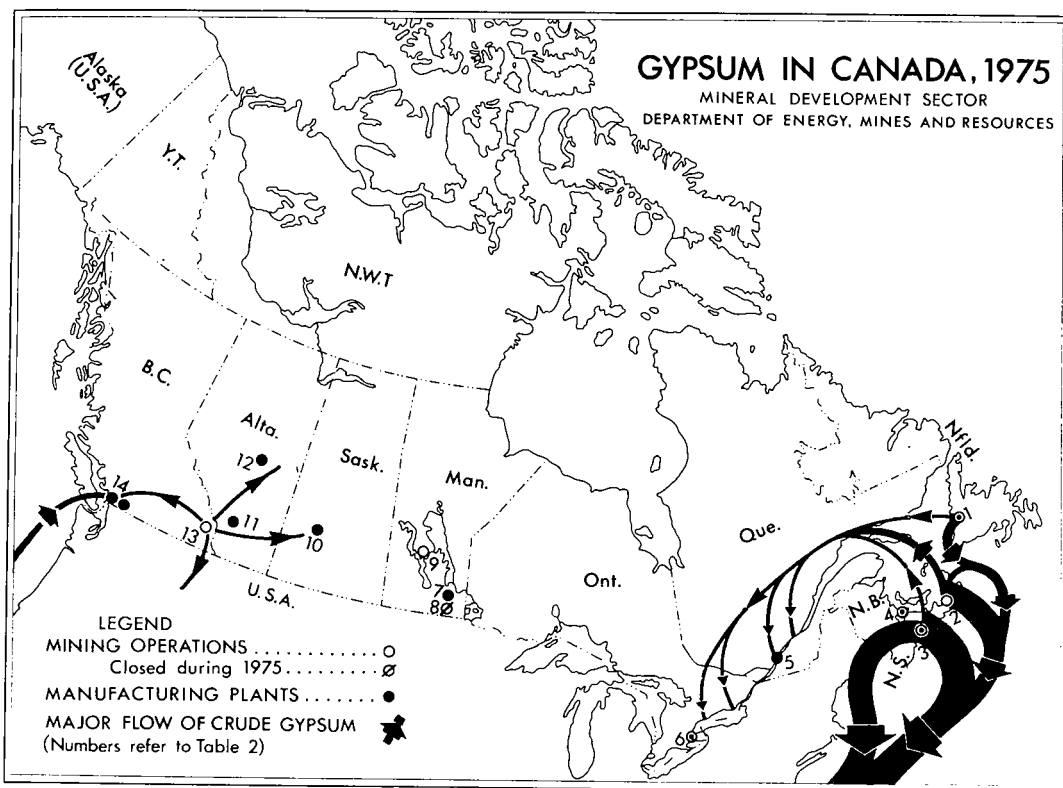 GYPSUM IN CANADA, 1975
MINERAL DEVELOPMENT SECTOR
DEPARTMENT OF ENERGY, MINES AND RESOURCES
Alaska
(U.S.A.)
Y.T.
N.W.T
B.C.
Alta.
Sask.
Man.
Ont.
Que.
Nfld.
N.B.
N.S.
U.S.A.
1
2
3
4
5
6
7
8
9
10
11
12
13
14
LEGEND
MINING OPERATIONS ............
Closed during 1975 ...........
MANUFACTURING PLANTS ......
MAJOR FLOW OF CRUDE GYPSUM
(Numbers refer to Table 2)